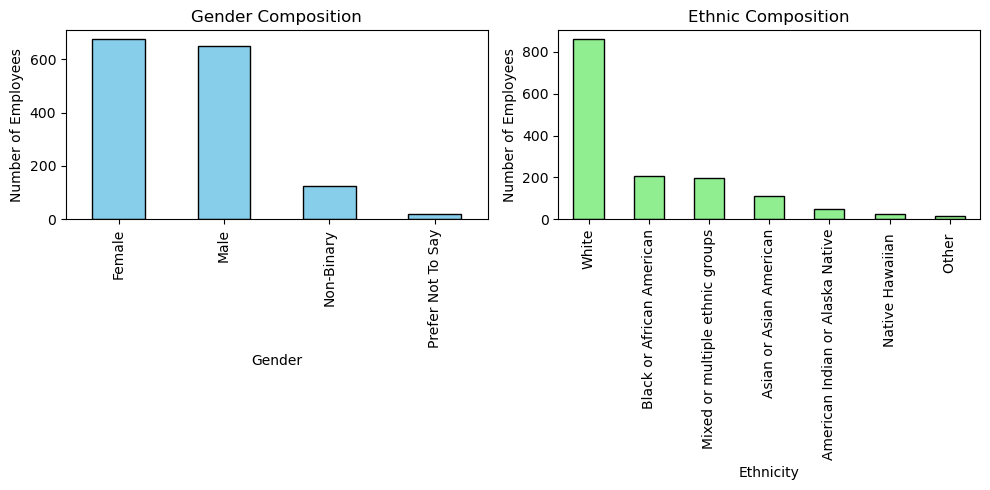 Gender Composition
Number of Employees
600
400
200
0
Female
Male
Non-Binary
Prefer Not To Say
Gender
Ethnic Composition
Number of Employees
800
600
400
200
0
White
Black or African American
Mixed or multiple ethnic groups
Asian or Asian American
American Indian or Alaska Native
Native Hawaiian
Other
Ethnicity